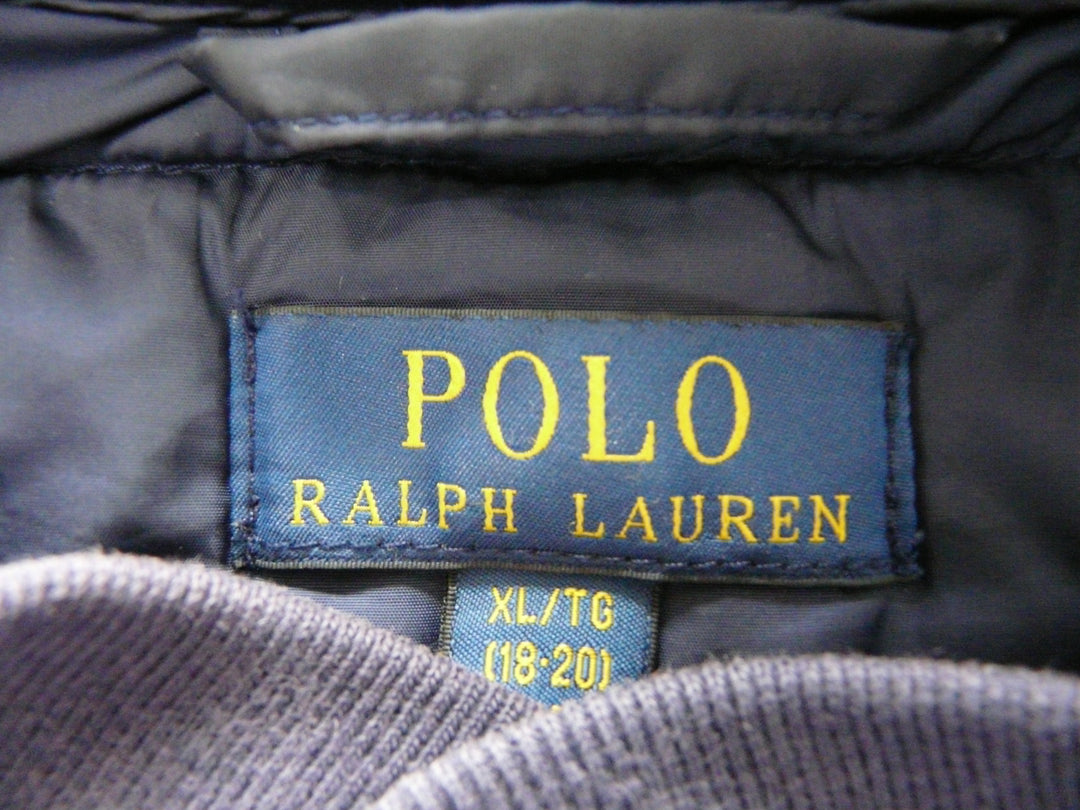 POLO
RALPH LAUREN
XL/TG
(18-20)